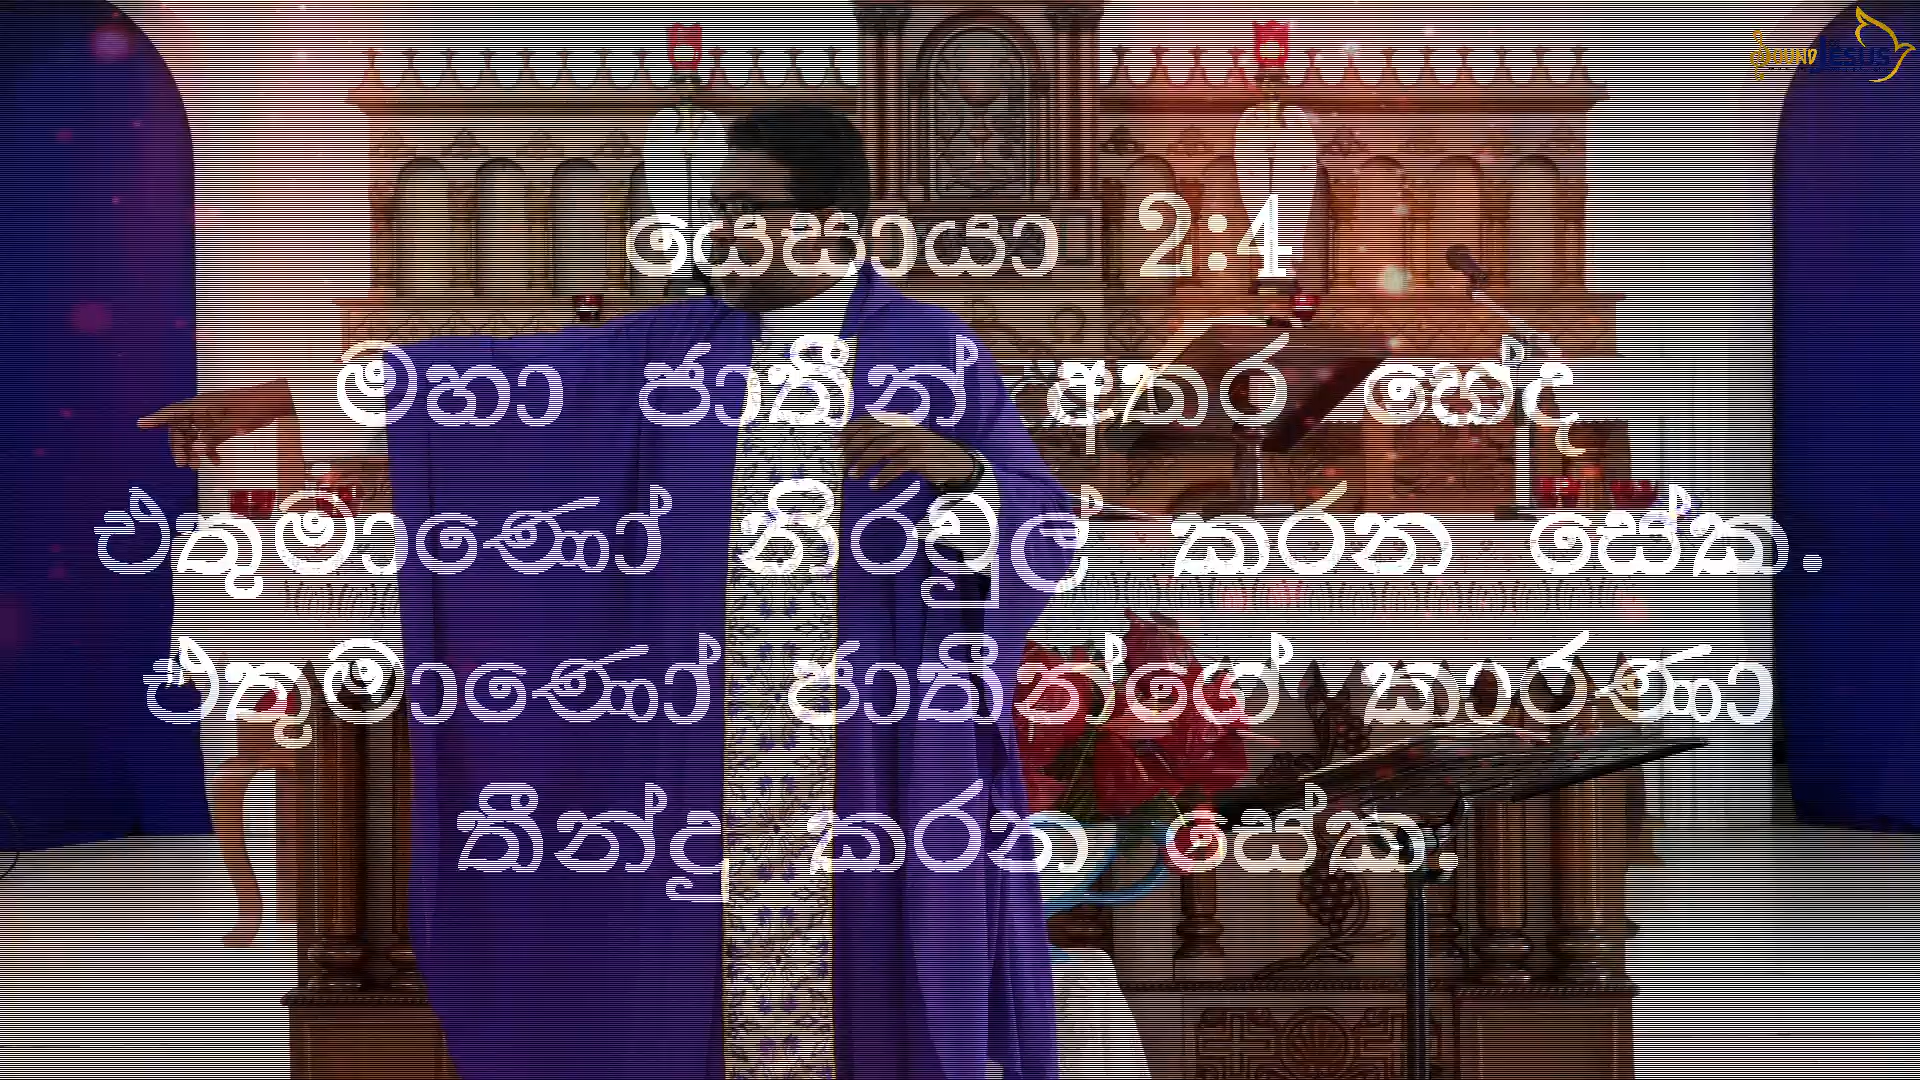 යෙසායා 2:4
මහා ජාතීන් අතර හේද
එතුමාණෝ නිරවුල් කරන සේක.
එතුමාණෝ ජාතීන්ගේ කාරණා
තීන්දු කරන සේක.